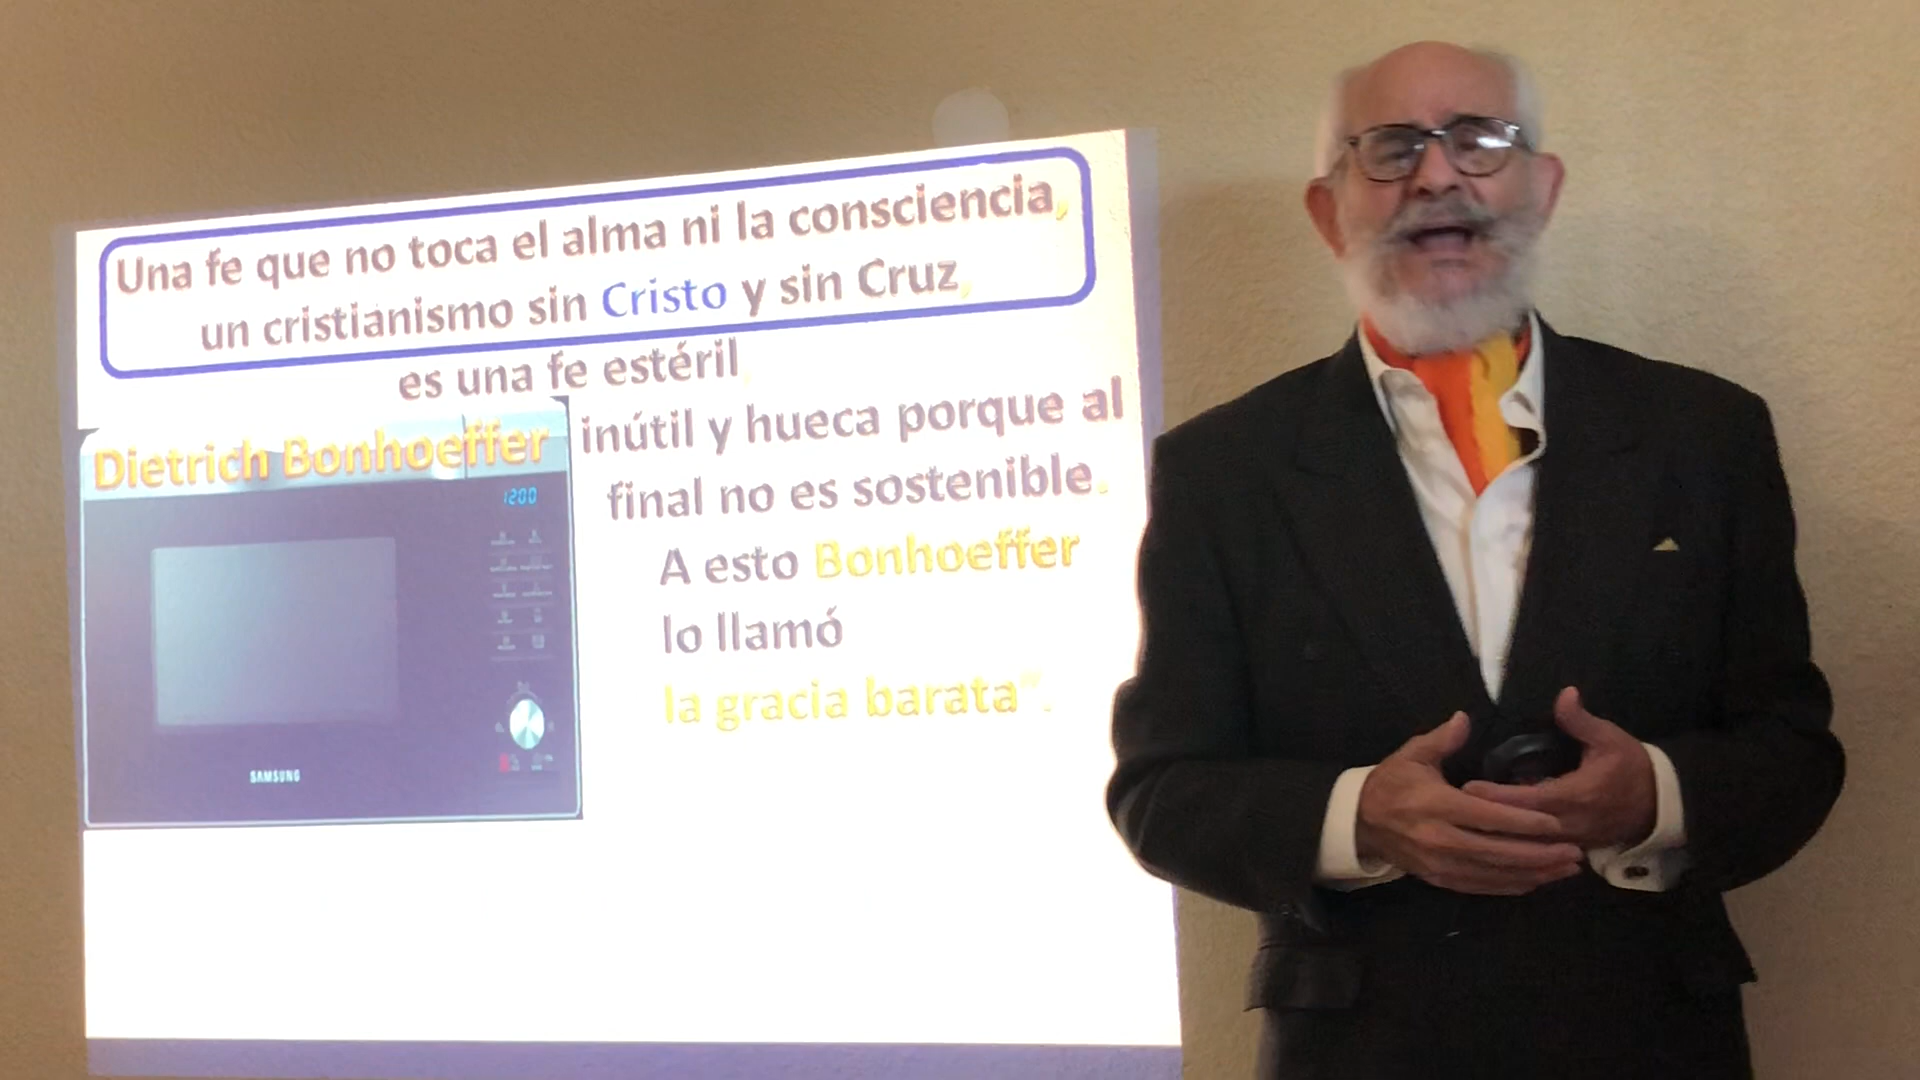 Una fe que no toca el alma ni la consciencia,
un cristianismo sin Cristo y sin Cruz,
es una fe estéril,
Dietrich Bonhoeffer
inútil y hueca porque al
final no es sostenible.
1200
A esto Bonhoeffer
lo llamó
la gracia barata".
SAMSUNG